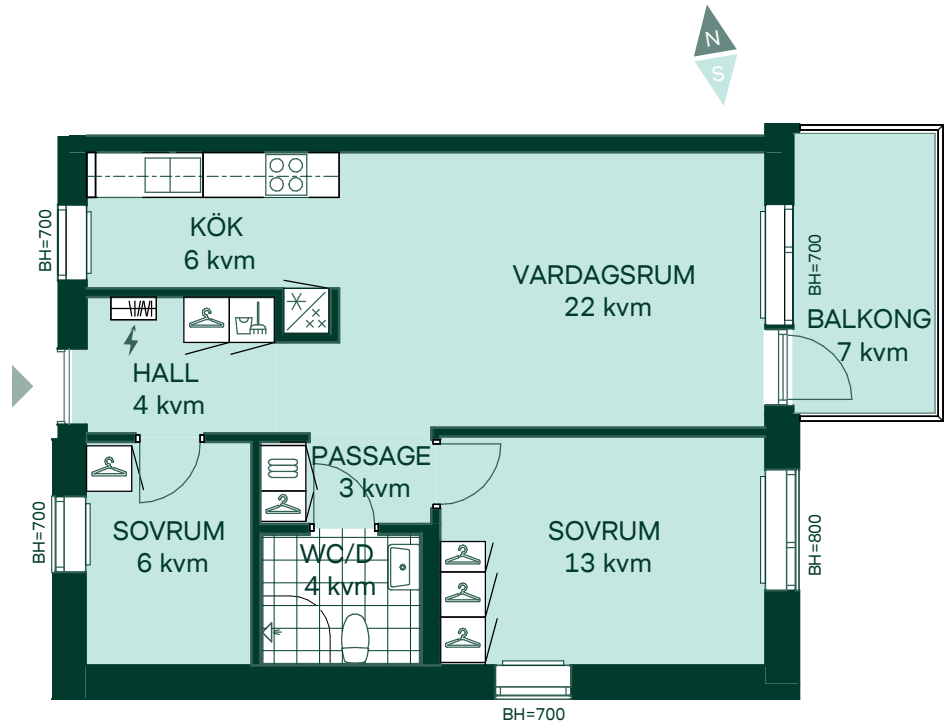 N
S
KÖK
6 kvm
BH=700
VARDAGSRUM
22 kvm
BH=700
BALKONG
7 kvm
HALL
4 kvm
PASSAGE
3 kvm
BH=700
SOVRUM
6 kvm
WC/D
4 kvm
SOVRUM
13 kvm
BH=800
BH=700